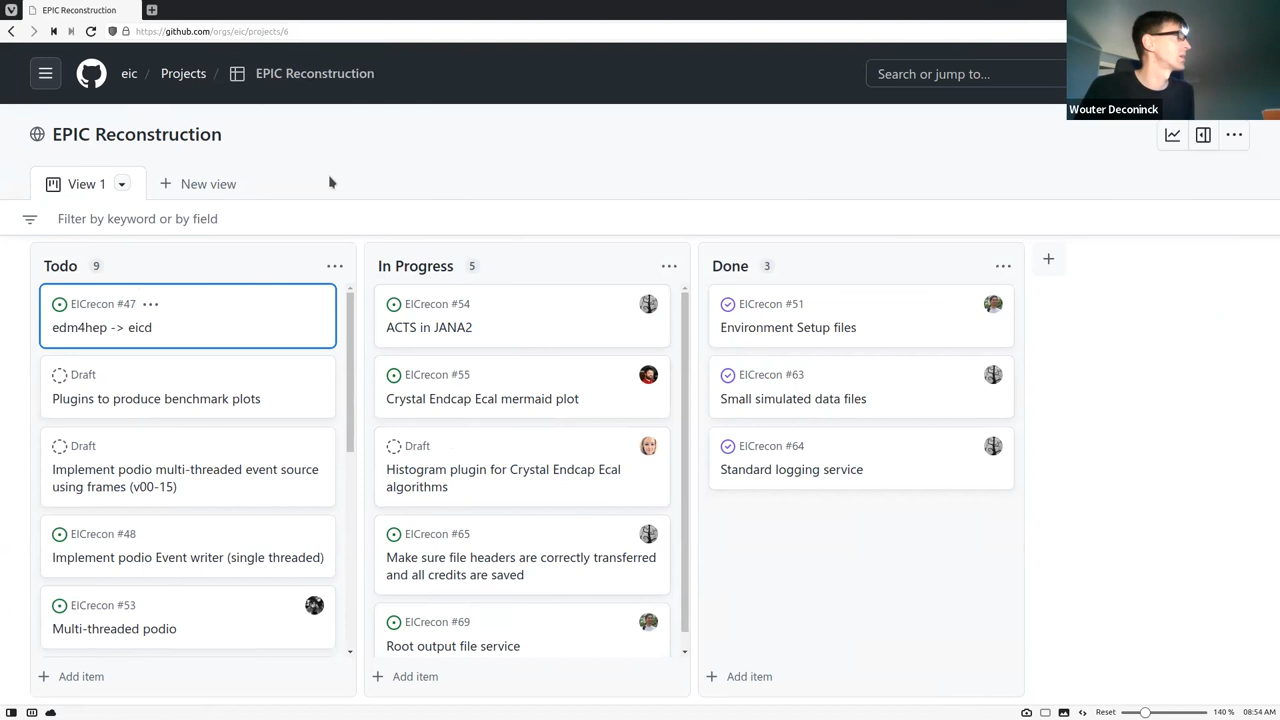 EPIC Reconstruction
https://github.com/orgs/eic/projects/6
eic / Projects / EPIC Reconstruction
Search or jump to...
Wouter Deconinck
EPIC Reconstruction
View 1
New view
Filter by keyword or by field
Todo 9
EICrecon #47
edm4hep -> eicd
Draft
Plugins to produce benchmark plots
Draft
Implement podio multi-threaded event source
using frames (v00-15)
EICrecon #48
Implement podio Event writer (single threaded)
EICrecon #53
Multi-threaded podio
Add item
In Progress 5
EICrecon #54
ACTS in JANA2
EICrecon #55
Crystal Endcap Ecal mermaid plot
Draft
Histogram plugin for Crystal Endcap Ecal
algorithms
EICrecon #65
Make sure file headers are correctly transferred
and all credits are saved
EICrecon #69
Root output file service
Add item
Done 3
EICrecon #51
Environment Setup files
EICrecon #63
Small simulated data files
EICrecon #64
Standard logging service
Add item
Reset
140 %
08:54 AM